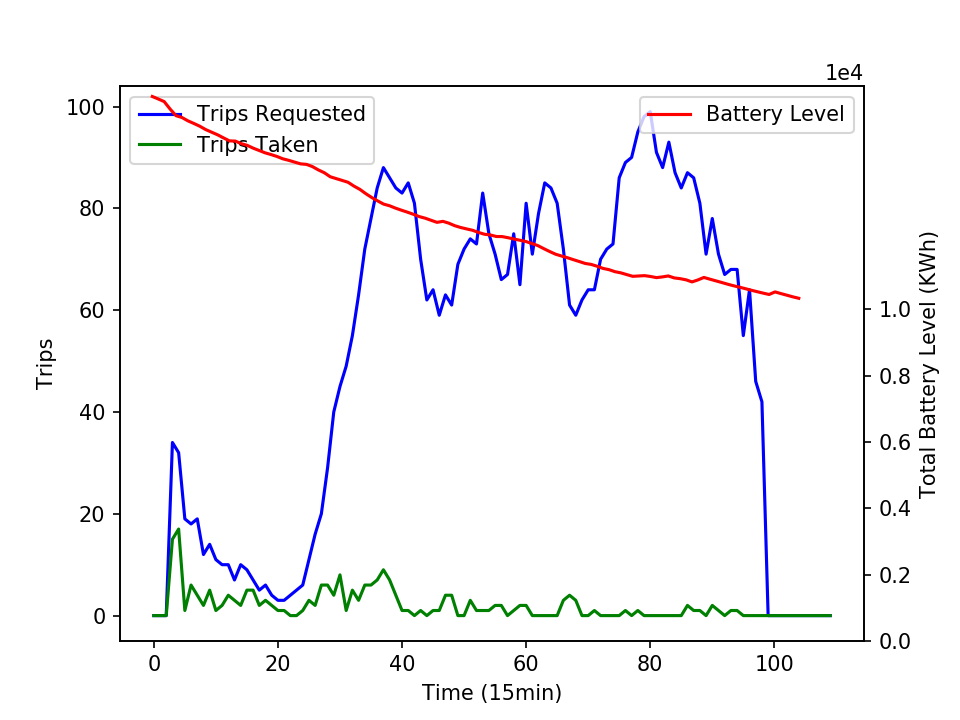 1e4
Trips Requested
Trips Taken
Battery Level
100
80
60
40
20
0
Trips
1.0
0.8
0.6
0.4
0.2
0.0
Total Battery Level (KWh)
0 20 40 60 80 100
Time (15min)